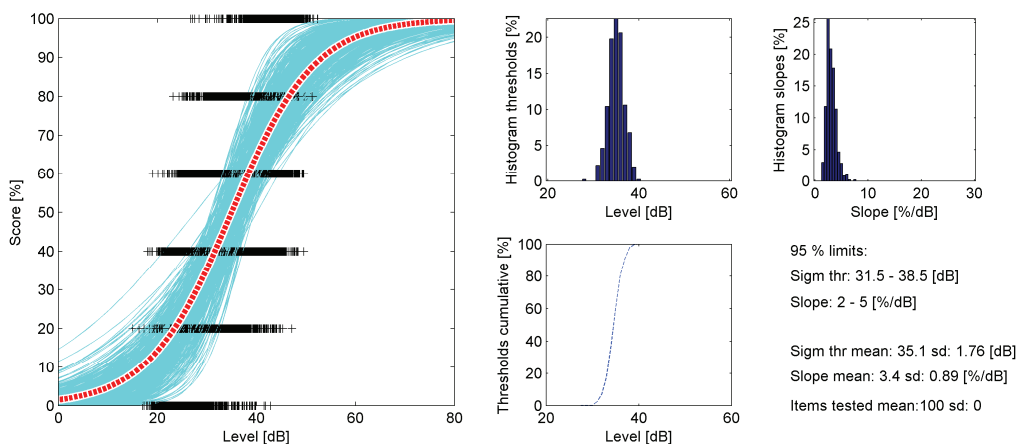 Score [%]
100
90
80
70
60
50
40
30
20
10
0
0 20 40 60 80
Level [dB]
Histogram thresholds [%]
20
15
10
5
0
20 40 60
Level [dB]
Histogram slopes [%]
25
20
15
10
5
0
0 10 20 30
Slope [%/dB]
Thresholds cumulative [%]
100
80
60
40
20
0
20 40 60
Level [dB]
95 % limits:
Sigm thr: 31.5 - 38.5 [dB]
Slope: 2 - 5 [%/dB]
Sigm thr mean: 35.1 sd: 1.76 [dB]
Slope mean: 3.4 sd: 0.89 [%/dB]
Items tested mean:100 sd: 0